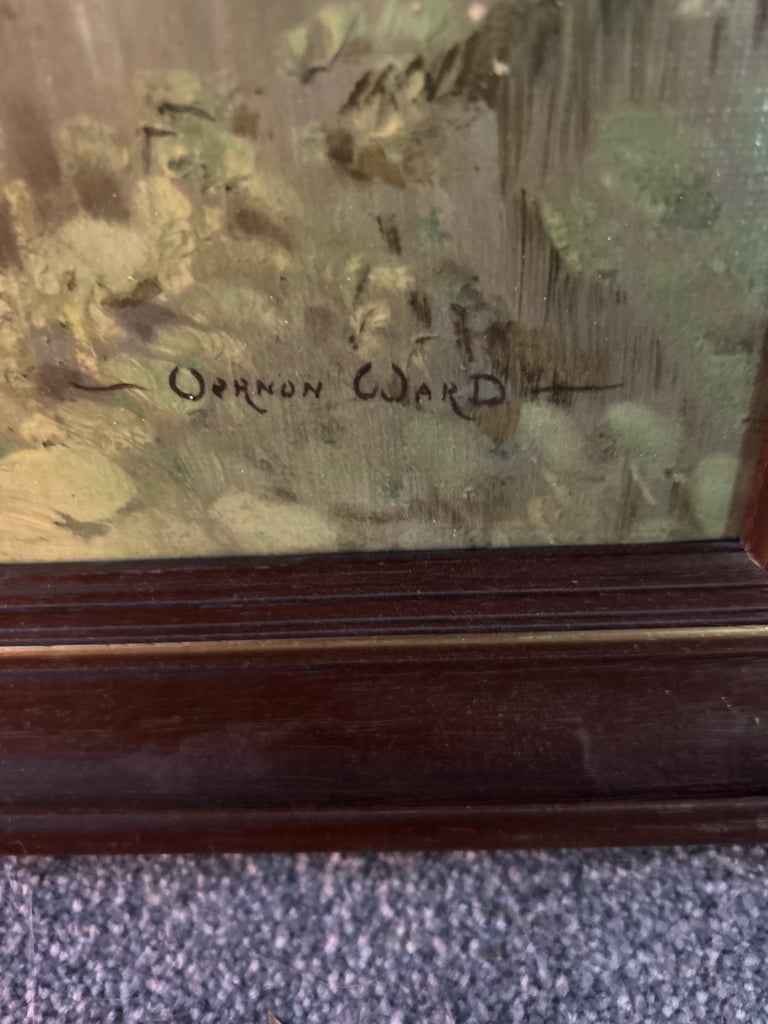 — Vernon Ward —